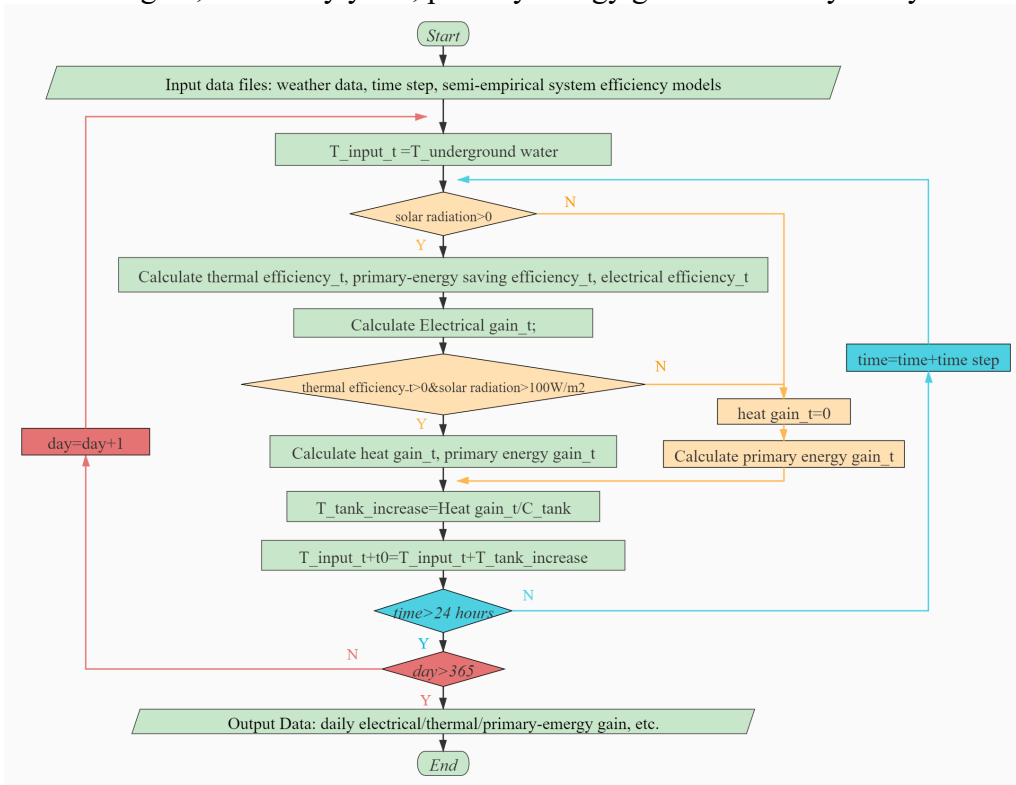 Start
Input data files: weather data, time step, semi-empirical system efficiency models
T_input_t =T_underground water
solar radiation>0
N
Y
Calculate thermal efficiency_t, primary-energy saving efficiency_t, electrical efficiency_t
Calculate Electrical gain_t;
time=time+time step
thermal efficiency_t>0&solar radiation>100W/m2
N
Y
heat gain_t=0
day=day+1
Calculate heat gain_t, primary energy gain_t
Calculate primary energy gain_t
T_tank_increase=Heat gain_t/C_tank
T_input_t+t0=T_input_t+T_tank_increase
time>24 hours
N
Y
N
day>365
Y
Output Data: daily electrical/thermal/primary-emergy gain, etc.
End